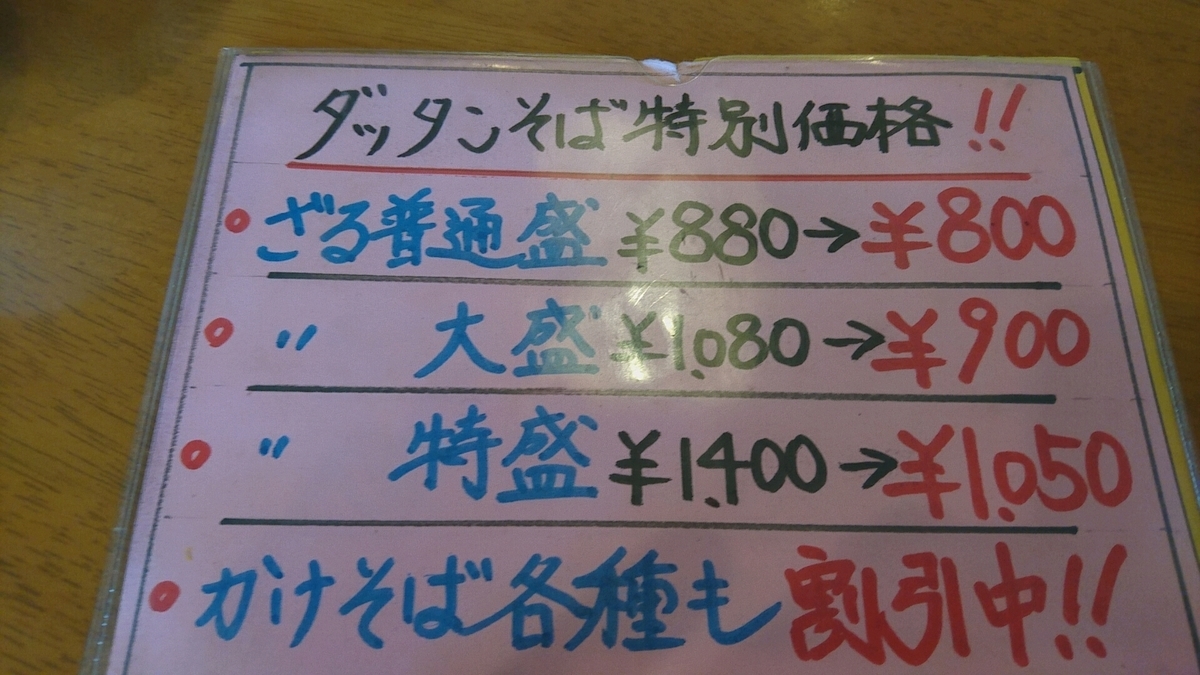 ダッタンそば特別価格!!
ざる普通盛 ¥880→¥800
〃 大盛 ¥1,080→¥900
〃 特盛 ¥1,400→¥1,050
かけそば各種も割引中!!